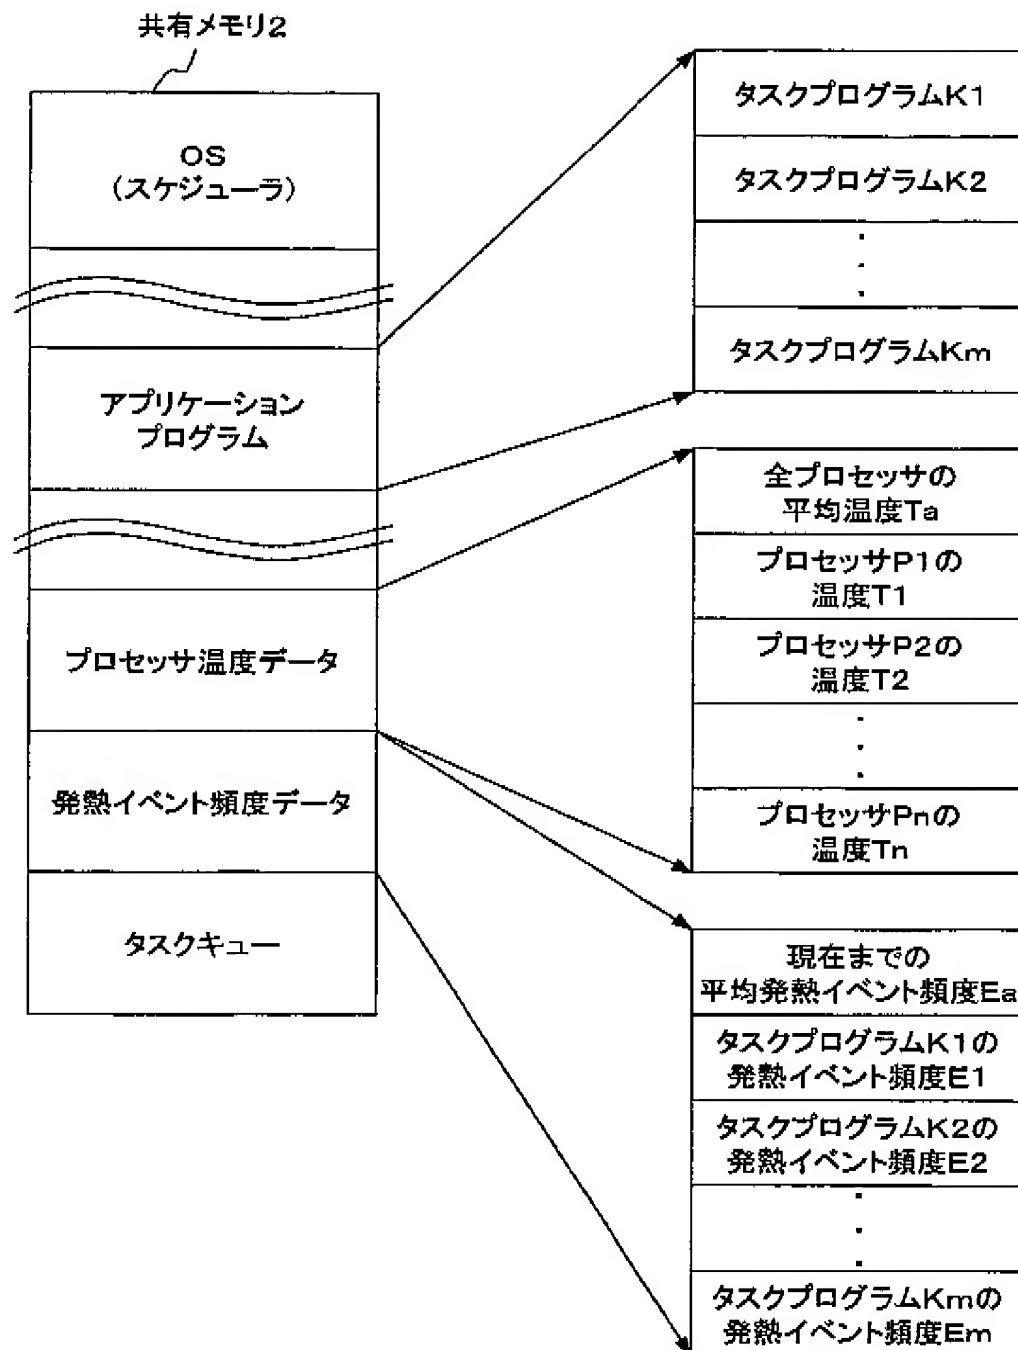 共有メモリ2
OS
(スケジューラ)
アプリケーション
プログラム
プロセッサ温度データ
発熱イベント頻度データ
タスクキュー
タスクプログラムK1
タスクプログラムK2
タスクプログラムKm
全プロセッサの
平均温度Ta
プロセッサP1の
温度T1
プロセッサP2の
温度T2
プロセッサPnの
温度Tn
現在までの
平均発熱イベント頻度Ea
タスクプログラムK1の
発熱イベント頻度E1
タスクプログラムK2の
発熱イベント頻度E2
タスクプログラムKmの
発熱イベント頻度Em